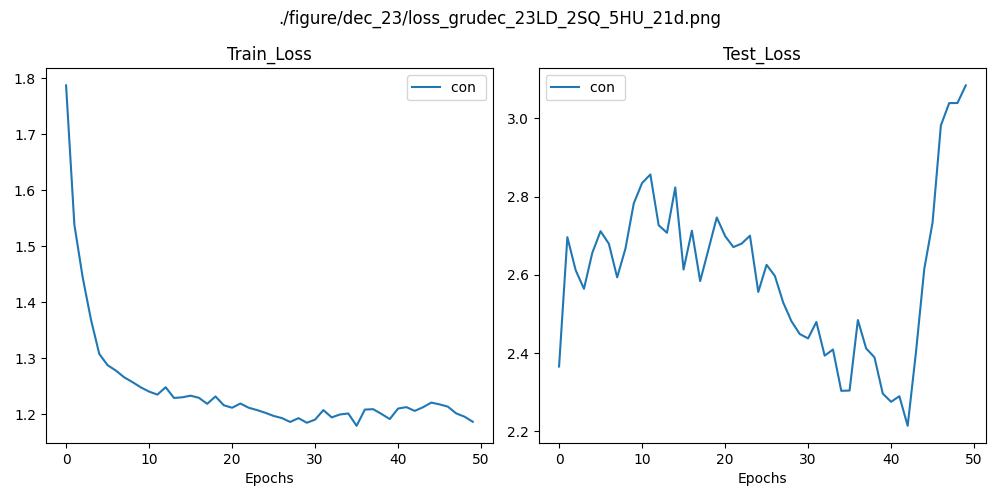 ./figure/dec_23/loss_grudec_23LD_2SQ_5HU_21d.png
Train_Loss
con
1.8
1.7
1.6
1.5
1.4
1.3
1.2
0 10 20 30 40 50
Epochs
Test_Loss
con
3.0
2.8
2.6
2.4
2.2
0 10 20 30 40 50
Epochs